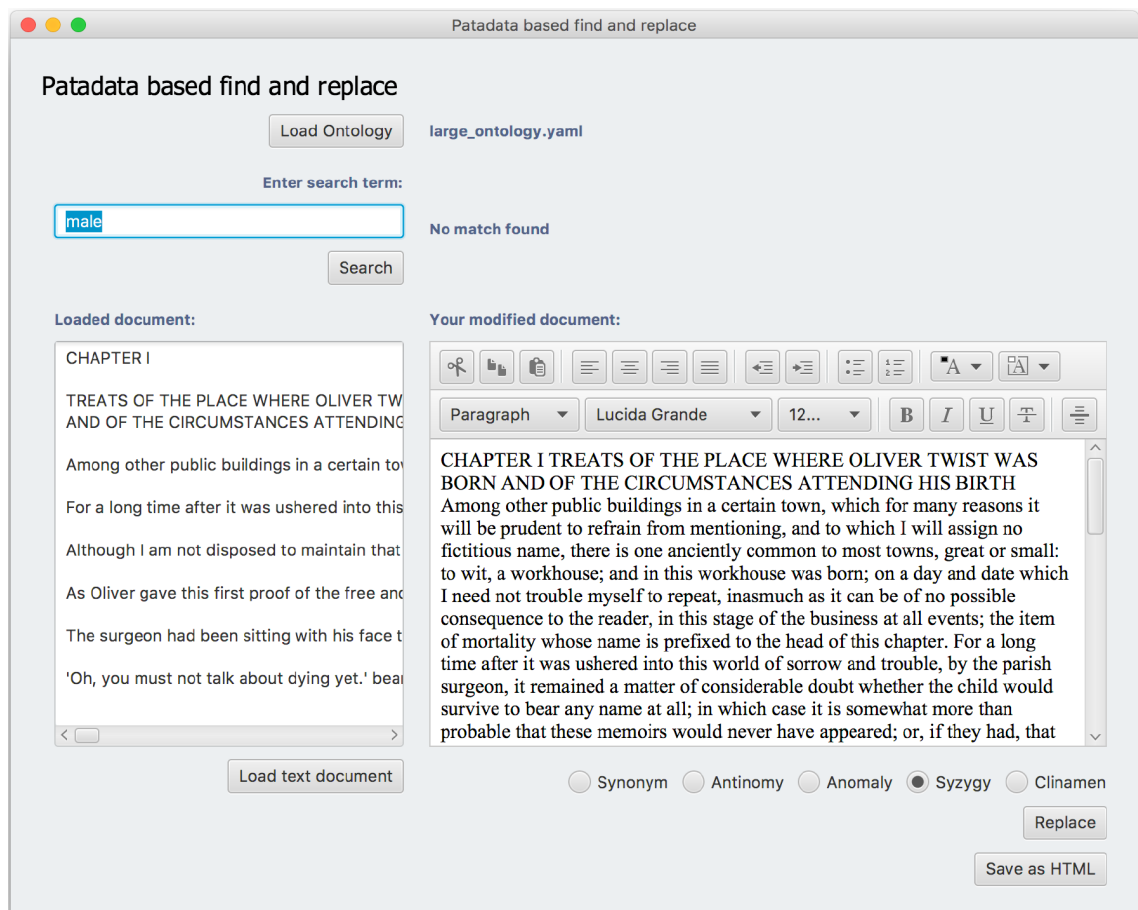 Patadata based find and replace
Patadata based find and replace
Load Ontology
large_ontology.yaml
Enter search term:
male
No match found
Search
Loaded document:
CHAPTER I
TREATS OF THE PLACE WHERE OLIVER TW
AND OF THE CIRCUMSTANCES ATTENDING
Among other public buildings in a certain to
For a long time after it was ushered into this
Although I am not disposed to maintain that
As Oliver gave this first proof of the free and
The surgeon had been sitting with his face t
'Oh, you must not talk about dying yet.' bear
Load text document
Your modified document:
Paragraph
Lucida Grande
12...
B I U T
CHAPTER I TREATS OF THE PLACE WHERE OLIVER TWIST WAS
BORN AND OF THE CIRCUMSTANCES ATTENDING HIS BIRTH
Among other public buildings in a certain town, which for many reasons it
will be prudent to refrain from mentioning, and to which I will assign no
fictitious name, there is one anciently common to most towns, great or small:
to wit, a workhouse; and in this workhouse was born; on a day and date which
I need not trouble myself to repeat, inasmuch as it can be of no possible
consequence to the reader, in this stage of the business at all events; the item
of mortality whose name is prefixed to the head of this chapter. For a long
time after it was ushered into this world of sorrow and trouble, by the parish
surgeon, it remained a matter of considerable doubt whether the child would
survive to bear any name at all; in which case it is somewhat more than
probable that these memoirs would never have appeared; or, if they had, that
Synonym
Antinomy
Anomaly
Syzygy
Clinamen
Replace
Save as HTML